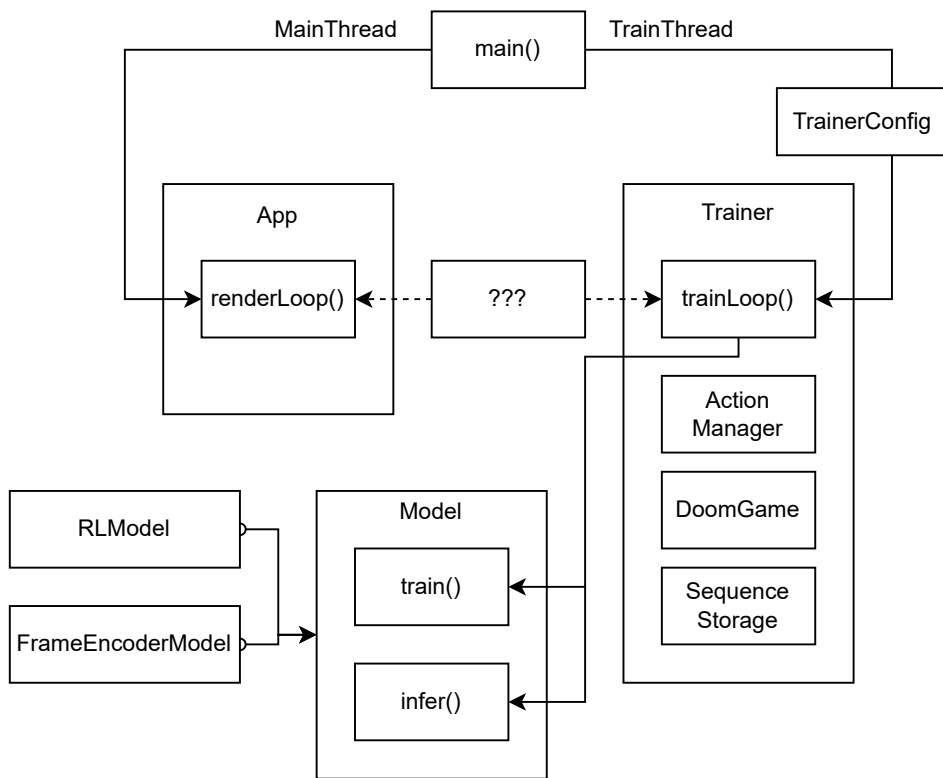 MainThread
main()
TrainThread
TrainerConfig
App
Trainer
renderLoop()
???
trainLoop()
Action
Manager
DoomGame
Sequence
Storage
RLModel
FrameEncoderModel
Model
train()
infer()